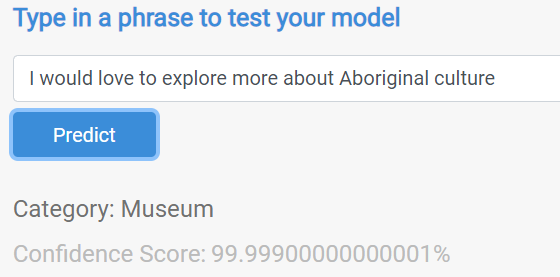 Type in a phrase to test your model
I would love to explore more about Aboriginal culture
Predict
Category: Museum
Confidence Score: 99.99900000000001%